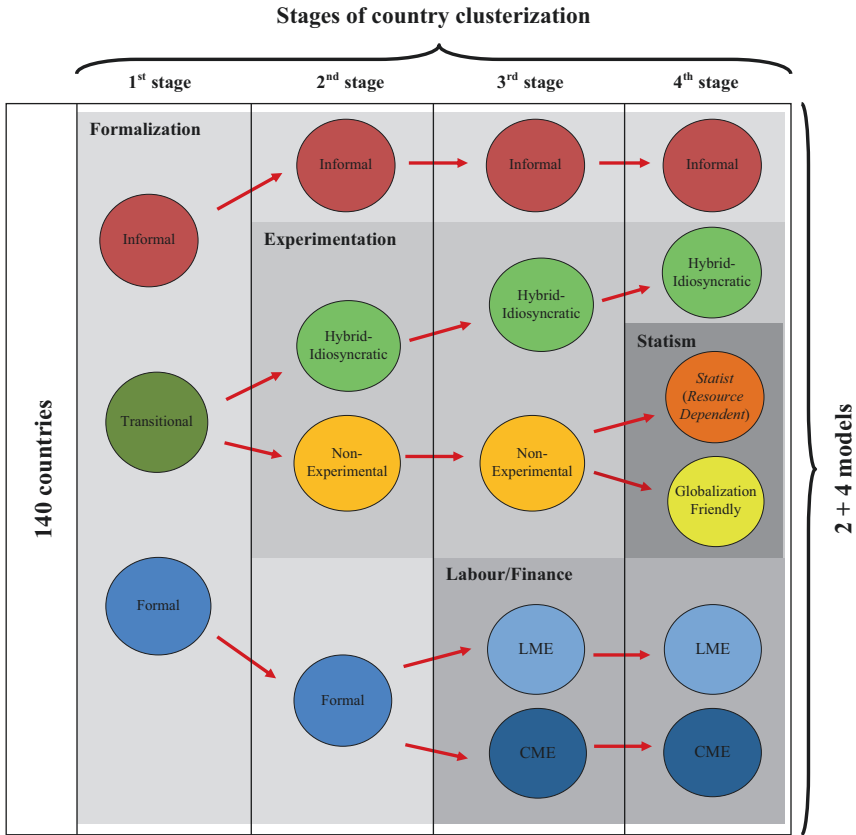 Stages of country clusterization
1st stage
2nd stage
3rd stage
4th stage
140 countries
Formalization
Informal
Transitional
Formal
Informal
Experimentation
Hybrid-
Idiosyncratic
Non-
Experimental
Formal
Informal
Hybrid-
Idiosyncratic
Non-
Experimental
Labour/Finance
LME
CME
Informal
Hybrid-
Idiosyncratic
Statism
Statist
(Resource
Dependent)
Globalization
Friendly
LME
CME
2 + 4 models